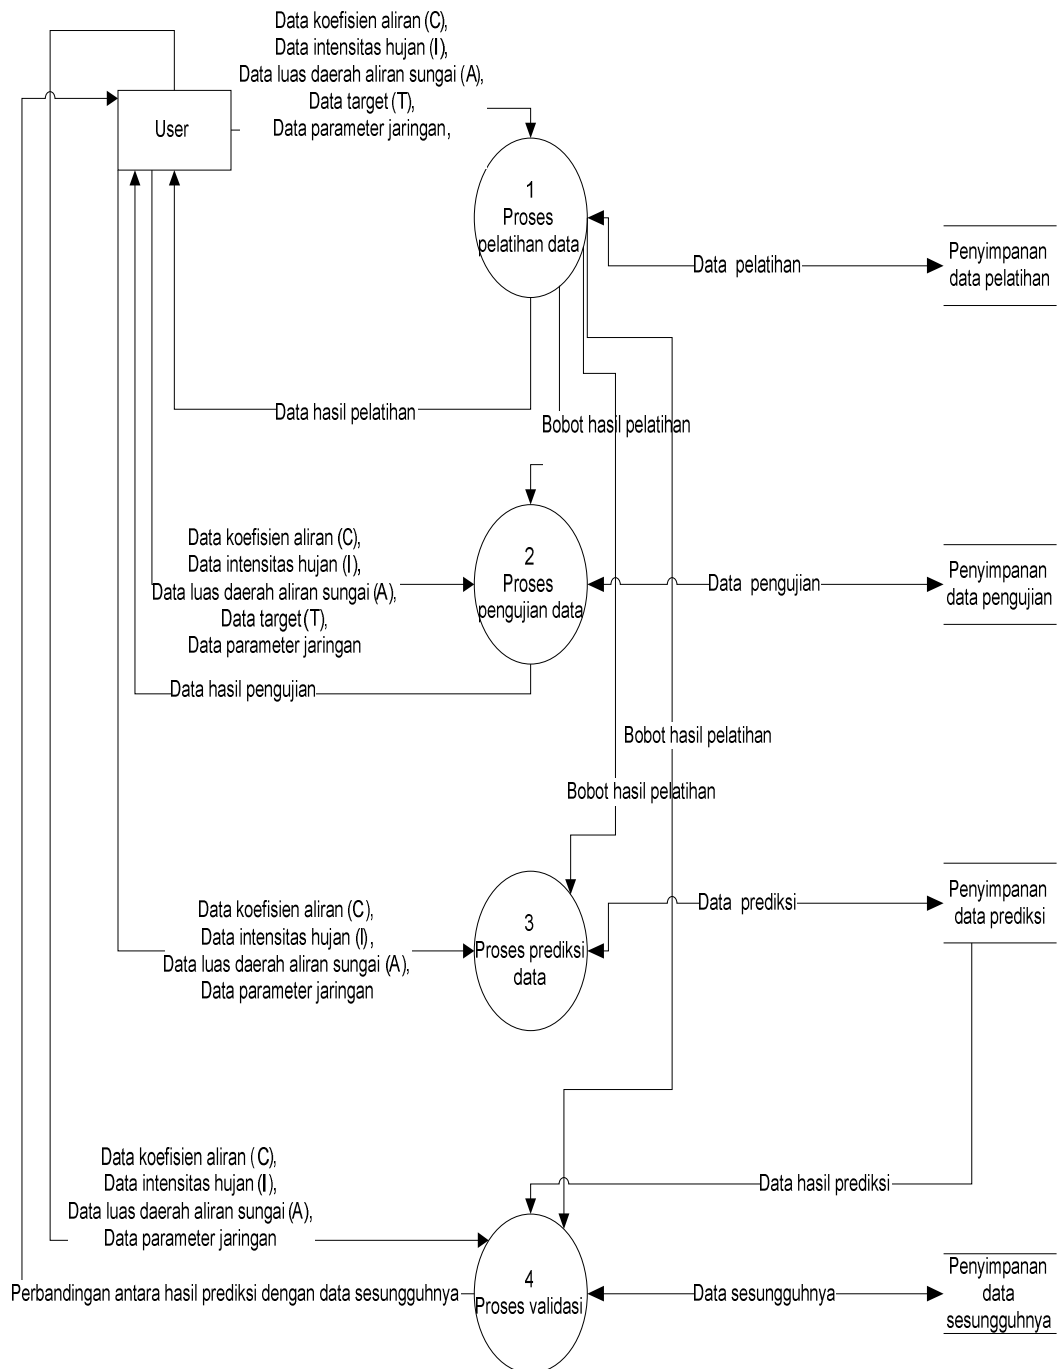 Data koefisien aliran (C),
Data intensitas hujan (I),
Data luas daerah aliran sungai (A),
Data target (T),
Data parameter jaringan,
User
1
Proses
pelatihan data
Data pelatihan
Penyimpanan
data pelatihan
Data hasil pelatihan
Bobot hasil pelatihan
Data koefisien aliran (C),
Data intensitas hujan (I),
Data luas daerah aliran sungai (A),
Data target (T),
Data parameter jaringan
2
Proses
pengujian data
Data pengujian
Penyimpanan
data pengujian
Data hasil pengujian
Bobot hasil pelatihan
Bobot hasil pelatihan
Data koefisien aliran (C),
Data intensitas hujan (I),
Data luas daerah aliran sungai (A),
Data parameter jaringan
3
Proses prediksi
data
Data prediksi
Penyimpanan
data prediksi
Data koefisien aliran (C),
Data intensitas hujan (I),
Data luas daerah aliran sungai (A),
Data parameter jaringan
Data hasil prediksi
Perbandingan antara hasil prediksi dengan data sesungguhnya
4
Proses validasi
Data sesungguhnya
Penyimpanan
data
sesungguhnya